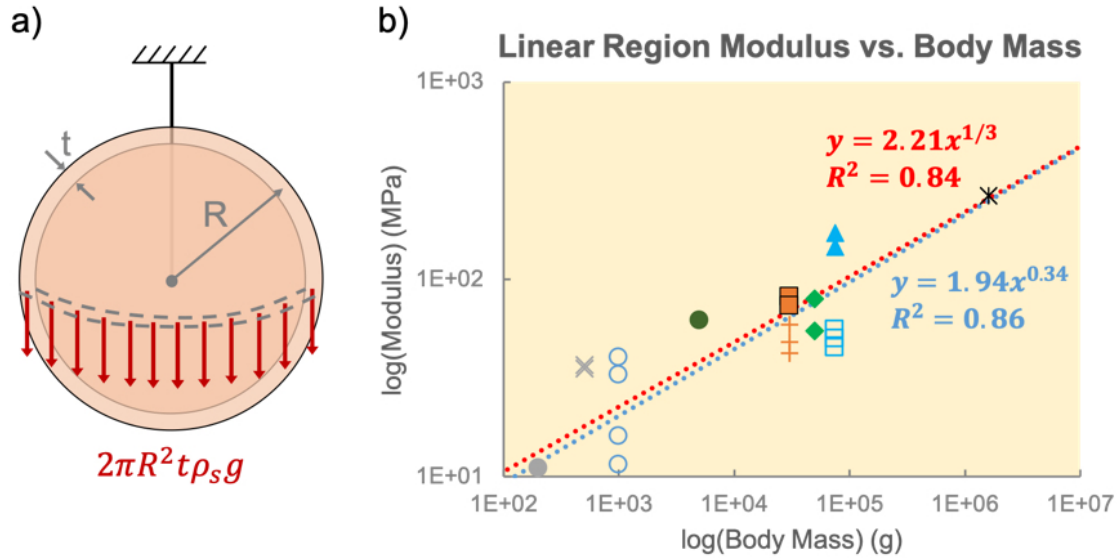 a)
t
R
2πR²tρₛg
b)
Linear Region Modulus vs. Body Mass
log(Modulus) (MPa)
1E+03
1E+02
1E+01
y = 2.21x^{1/3}
R² = 0.84
y = 1.94x^{0.34}
R² = 0.86
1E+02 1E+03 1E+04 1E+05 1E+06 1E+07
log(Body Mass) (g)